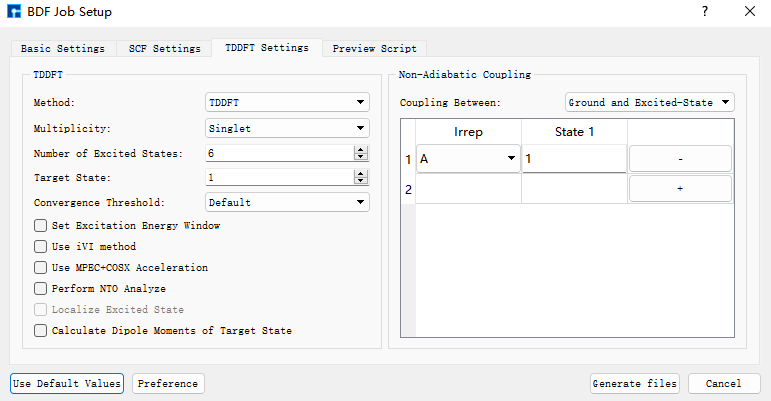 BDF Job Setup
Basic Settings SCF Settings TDDFT Settings Preview Script
TDDFT
Method: TDDFT
Multiplicity: Singlet
Number of Excited States: 6
Target State: 1
Convergence Threshold: Default
Set Excitation Energy Window
Use iVI method
Use MPEC+COSX Acceleration
Perform NTO Analyze
Localize Excited State
Calculate Dipole Moments of Target State
Non-Adiabatic Coupling
Coupling Between: Ground and Excited-State
Irrep State 1
1 A 1 -
2 +
Use Default Values Preference Generate files Cancel